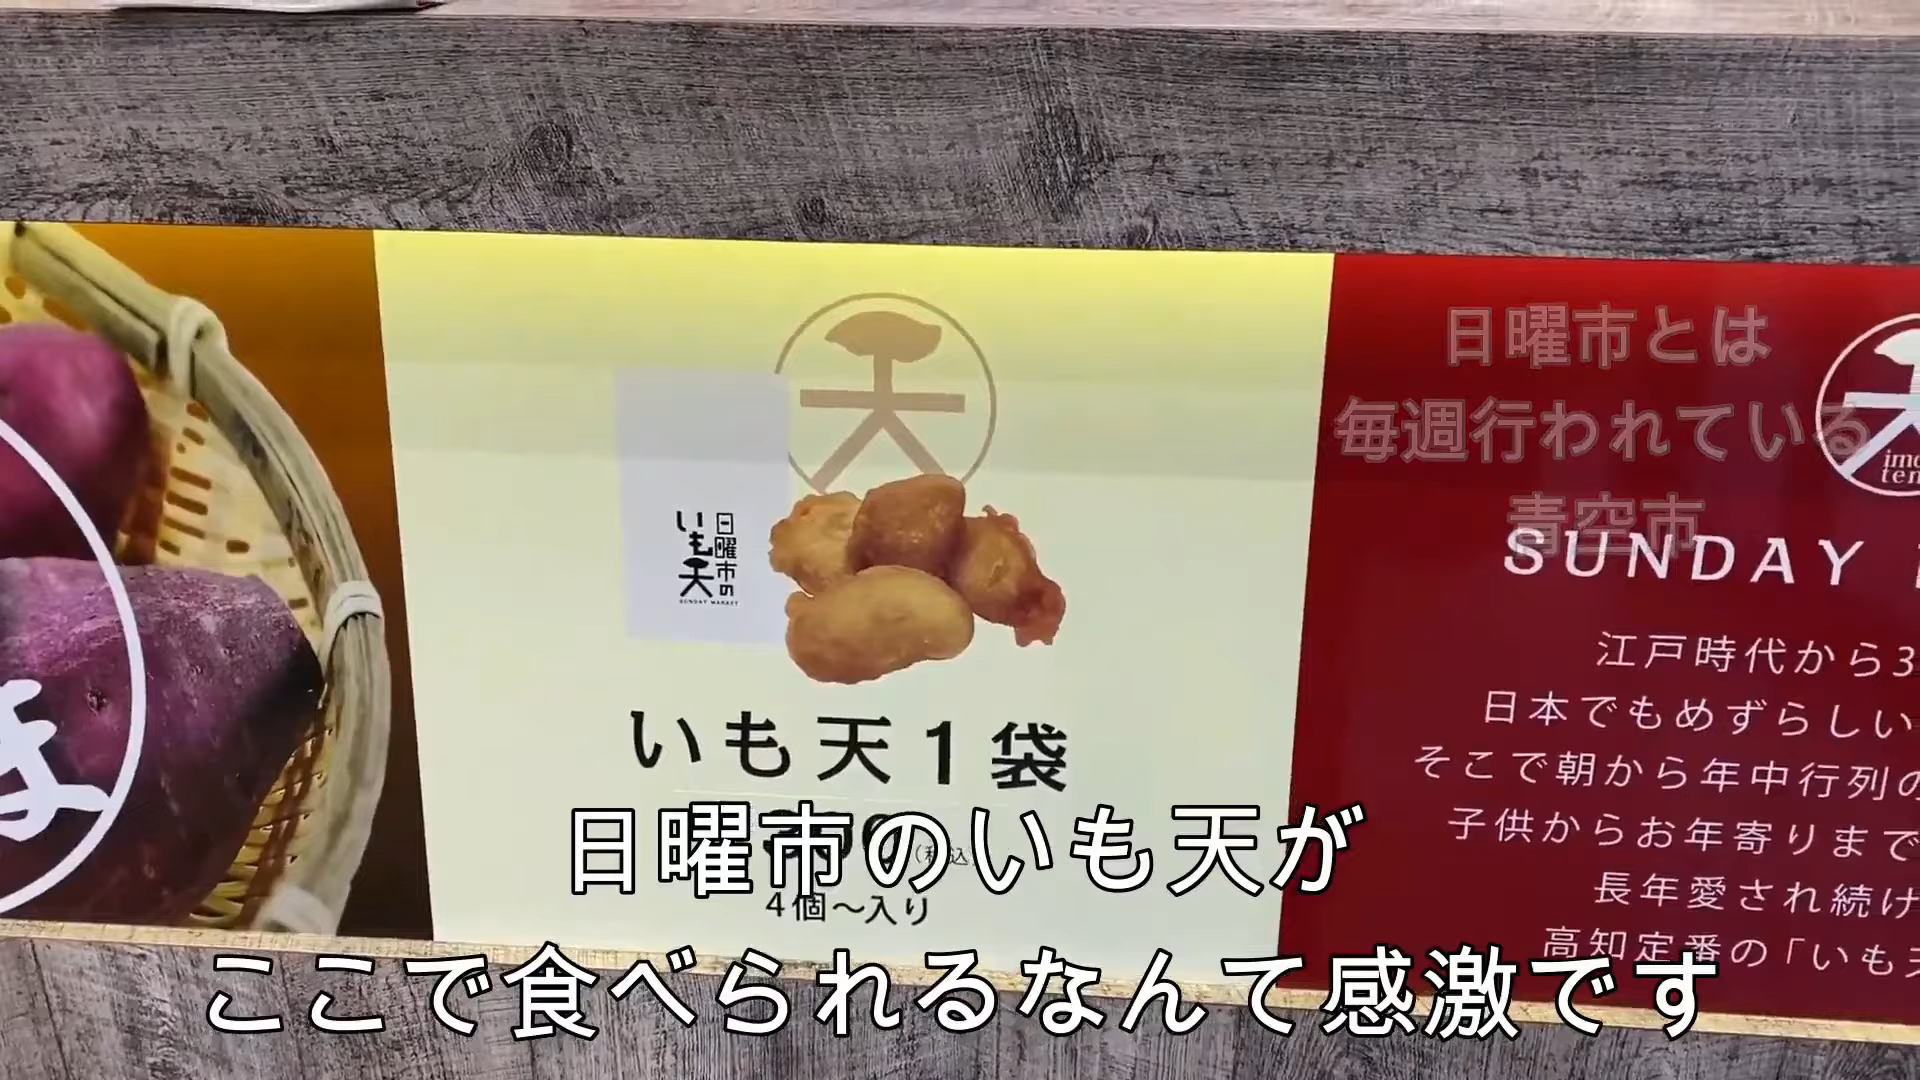 日曜市とは
毎週行われている
青空市
天
日曜市の
いも天
SUNDAY MARKET
いも天1袋
4個〜入り
ほ
SUNDAY
江戸時代から3
日本でもめずらしい
そこで朝から年中行列の
子供からお年寄りまで
長年愛され続け
高知定番の「いも天
日曜市のいも天が
ここで食べられるなんて感激です